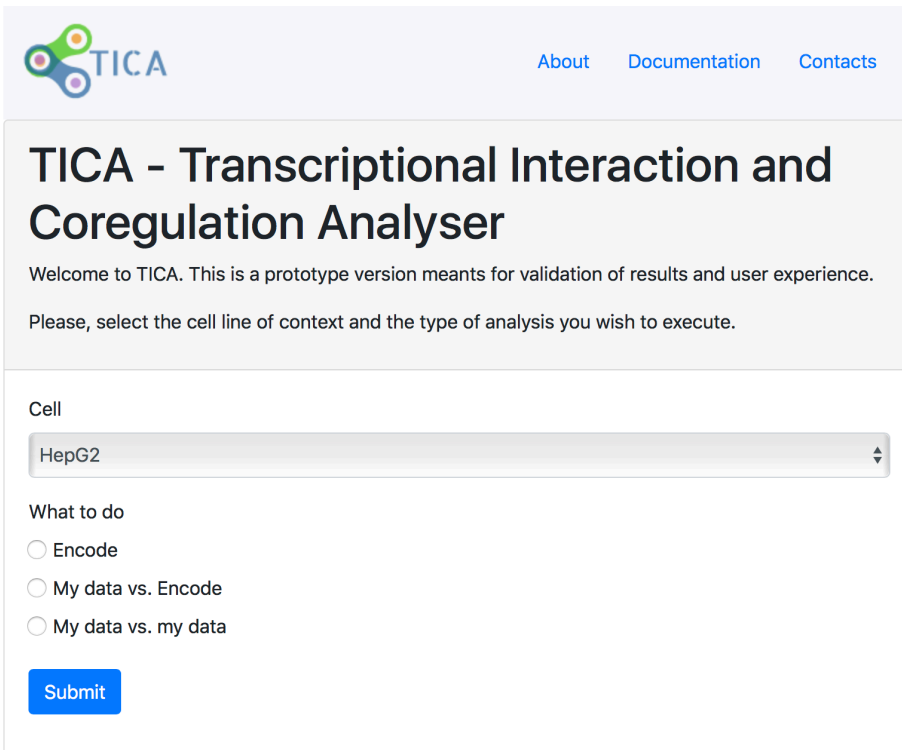 TICA
About Documentation Contacts
TICA - Transcriptional Interaction and
Coregulation Analyser
Welcome to TICA. This is a prototype version meants for validation of results and user experience.
Please, select the cell line of context and the type of analysis you wish to execute.
Cell
HepG2
What to do
Encode
My data vs. Encode
My data vs. my data
Submit